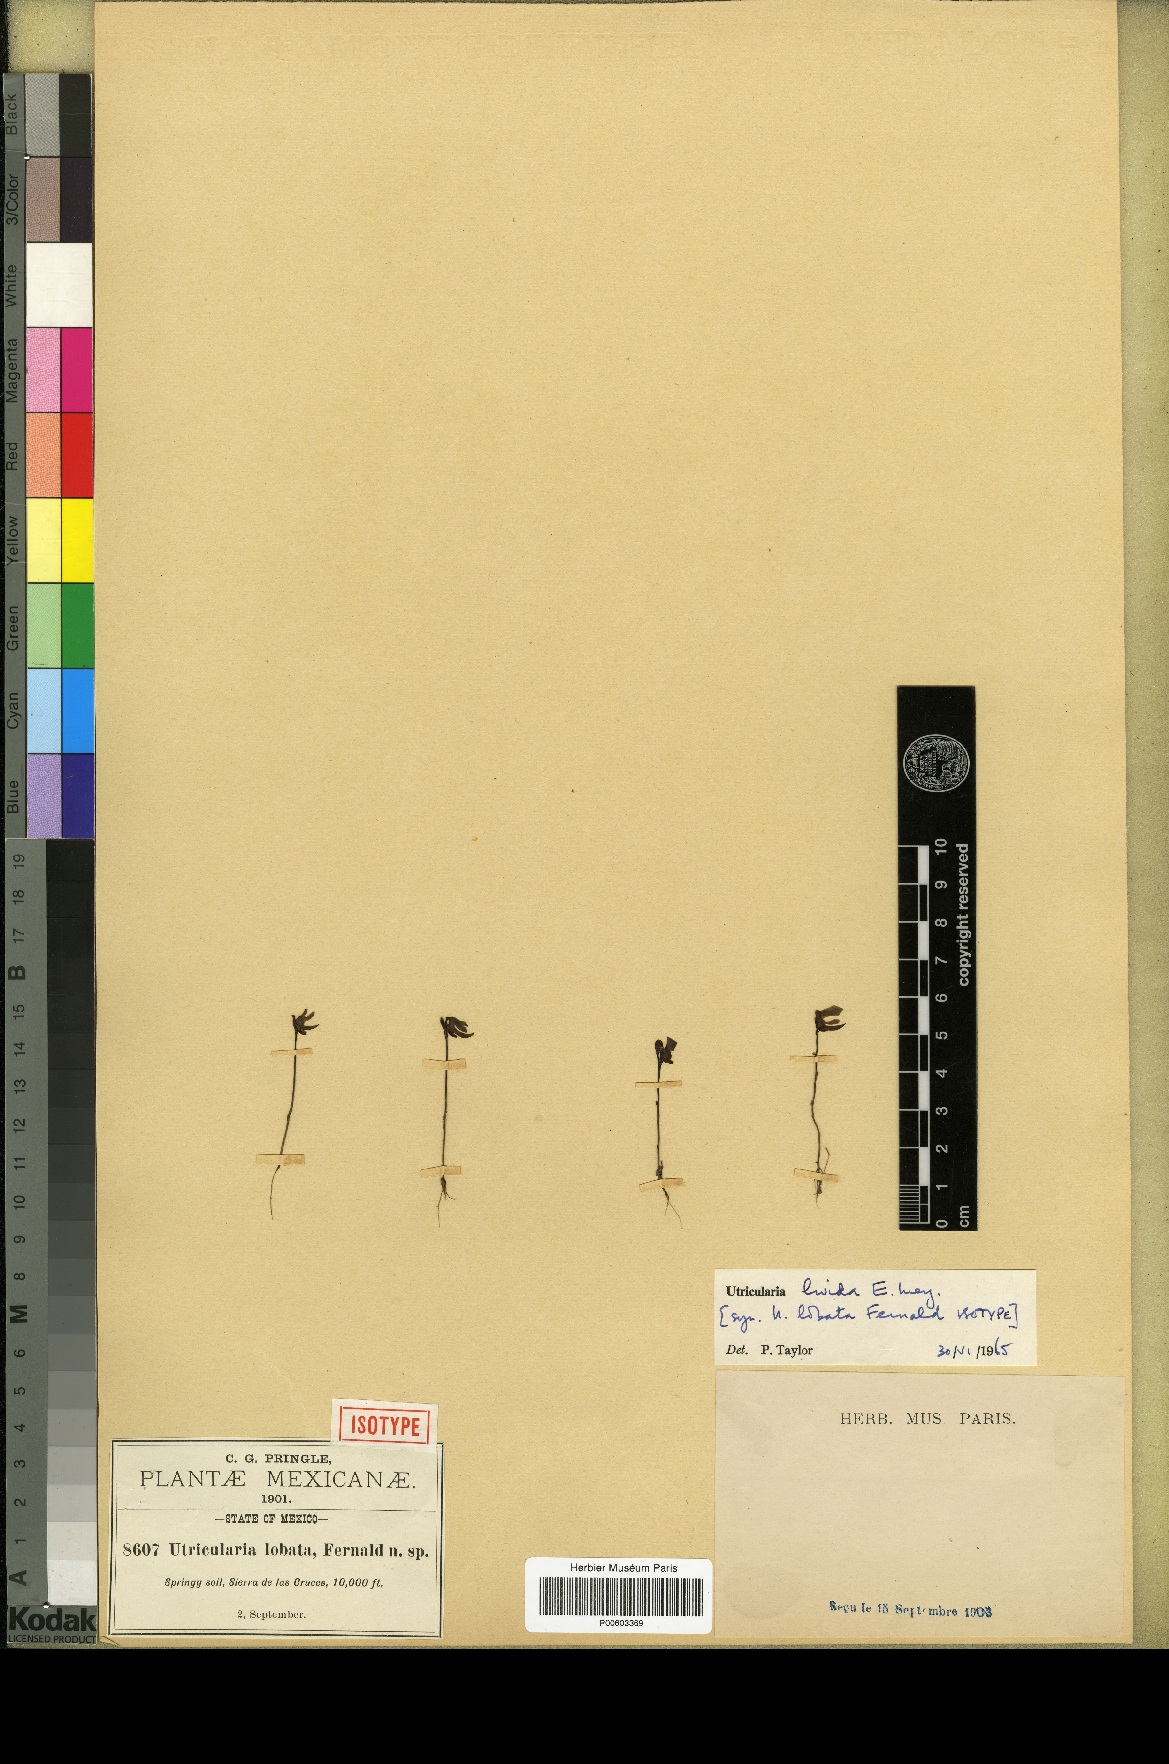 Black
3/Color
White
Magenta
Red
Yellow
Green
Cyan
Blue
19
18
17
B
15
14
13
12
11
10
9
8
M
6
5
4
3
2
1
A
Kodak
LICENSED PRODUCT
10
9
8
7
6
5
4
3
2
1
0
cm
copyright reserved
Utricularia livida E. Mey.
[syn. U. lobata Fernald ISOTYPE]
Det. P. Taylor 30/VI/1965
HERB. MUS. PARIS.
Reçu le 15 Septembre 1903
ISOTYPE
C. G. PRINGLE,
PLANTÆ MEXICANÆ.
1901.
—STATE OF MEXICO—
8607 Utricularia lobata, Fernald n. sp.
Springy soil, Sierra de las Cruces, 10,000 ft.
2, September.
Herbier Muséum Paris
P00603369